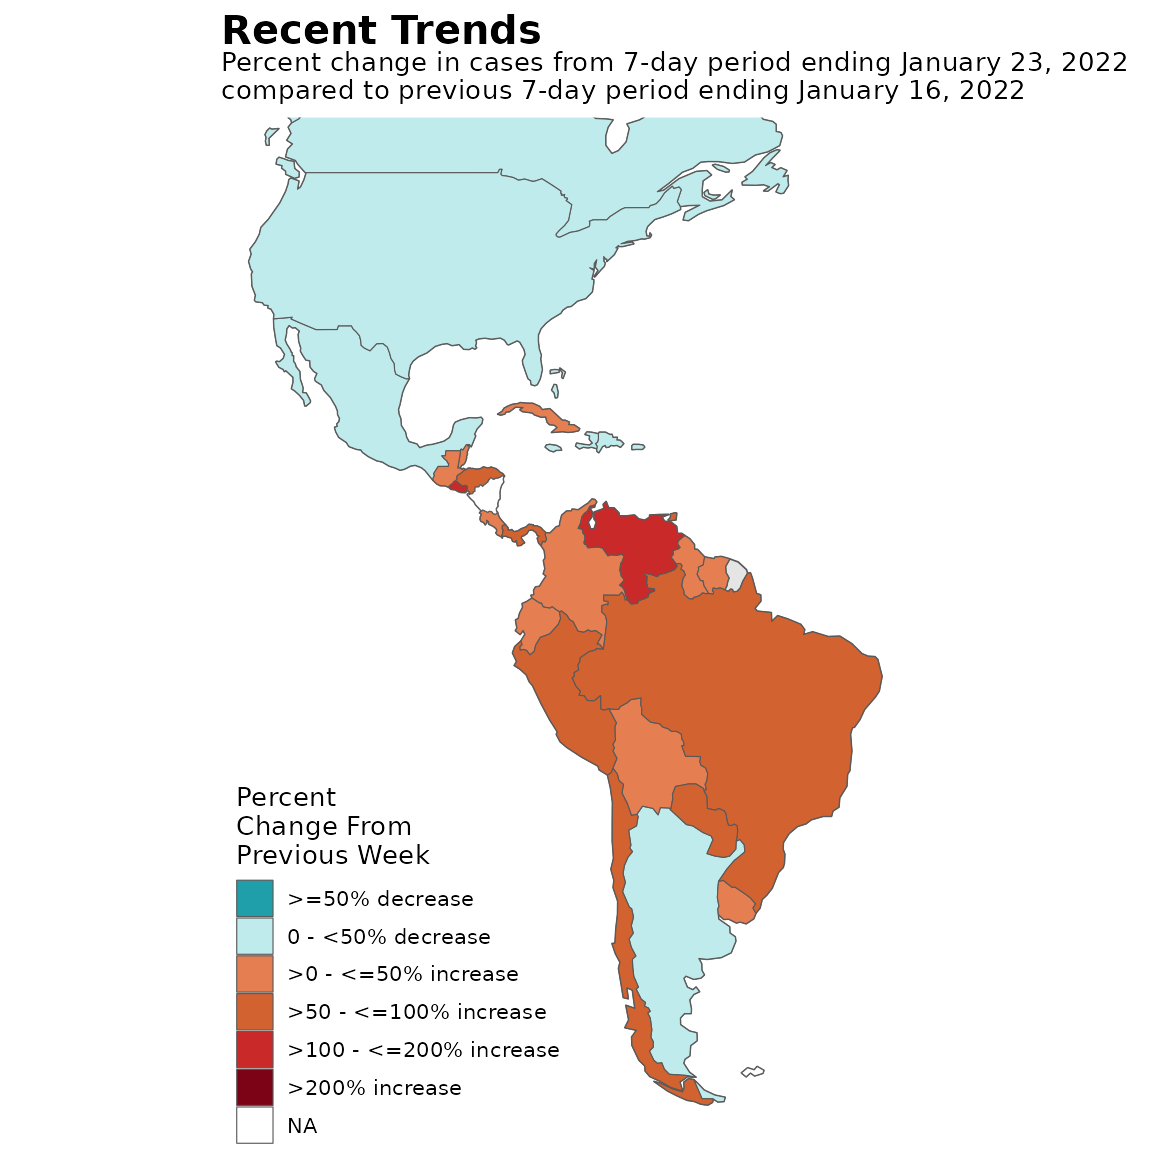 Recent Trends
Percent change in cases from 7-day period ending January 23, 2022
compared to previous 7-day period ending January 16, 2022
Percent
Change From
Previous Week
>=50% decrease
0 - <50% decrease
>0 - <=50% increase
>50 - <=100% increase
>100 - <=200% increase
>200% increase
NA